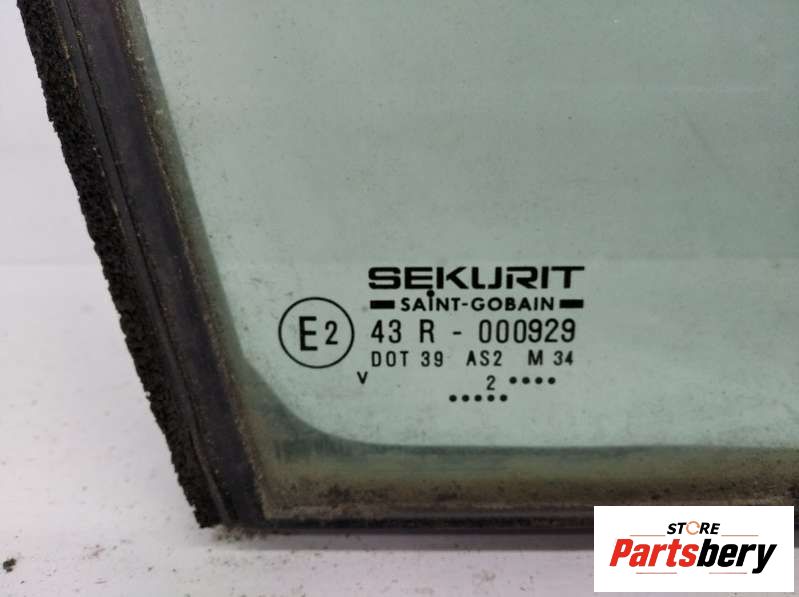 SEKURIT
SAINT-GOBAIN
E2 43 R - 000929
DOT 39 AS2 M 34
V 2 ••••
•••••
STORE
Partsbery